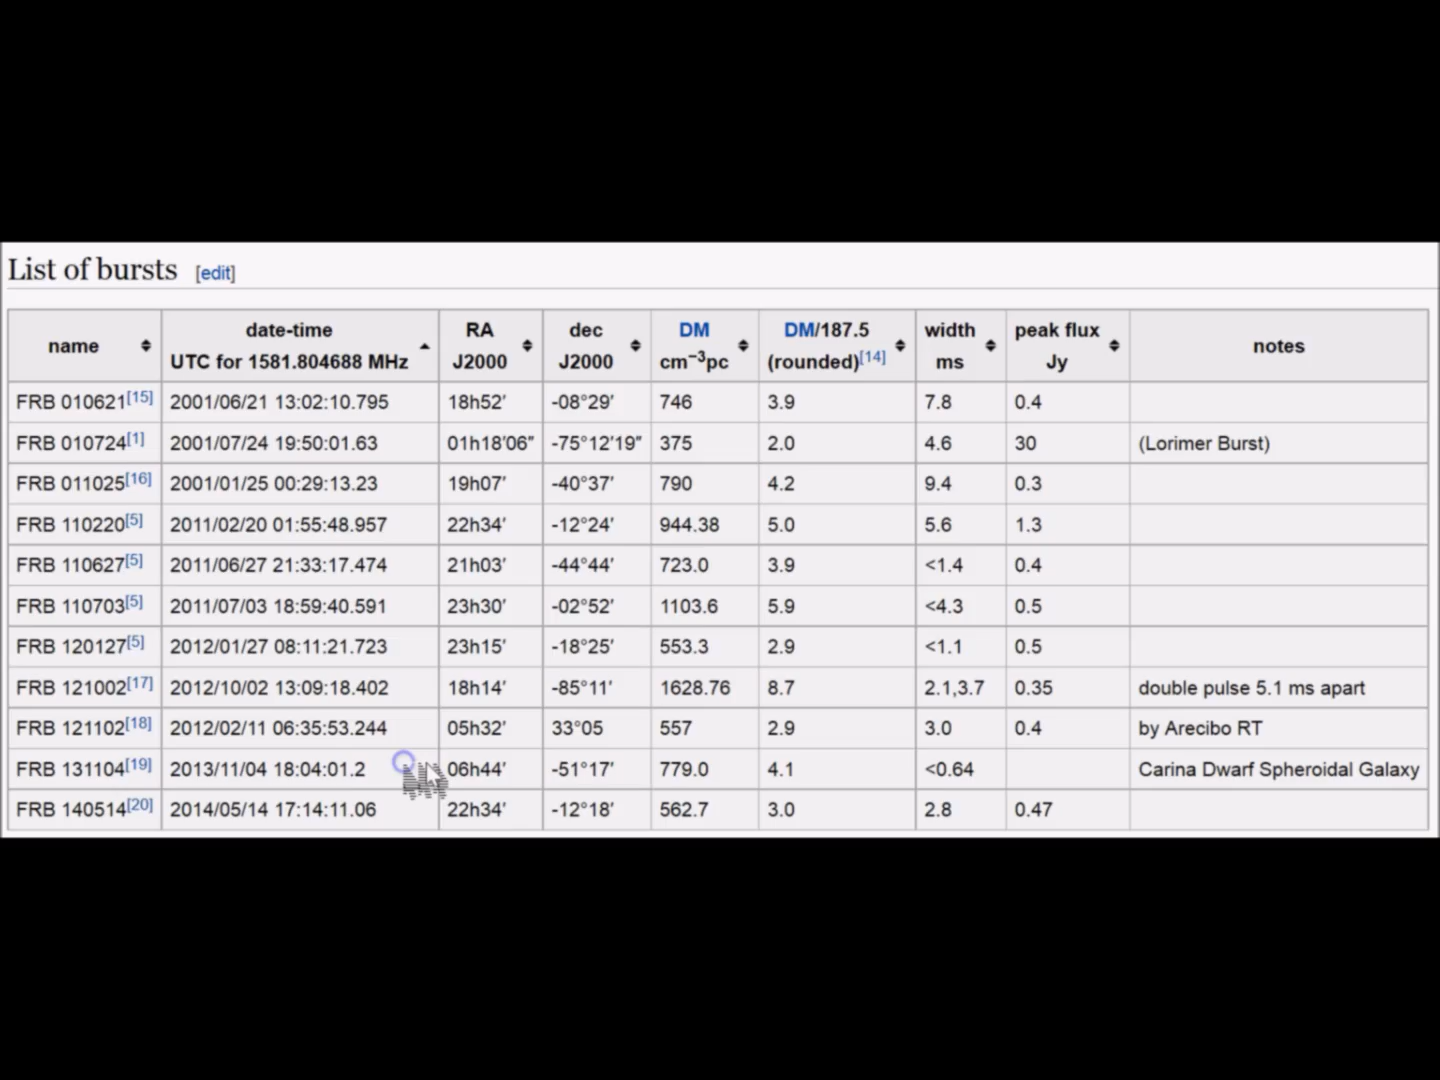 List of bursts [edit]
name date-time UTC for 1581.804688 MHz RA J2000 dec J2000 DM cm⁻³pc DM/187.5 (rounded)[14] width ms peak flux Jy notes
FRB 010621[15] 2001/06/21 13:02:10.795 18h52′ -08°29′ 746 3.9 7.8 0.4
FRB 010724[1] 2001/07/24 19:50:01.63 01h18′06″ -75°12′19″ 375 2.0 4.6 30 (Lorimer Burst)
FRB 011025[16] 2001/01/25 00:29:13.23 19h07′ -40°37′ 790 4.2 9.4 0.3
FRB 110220[5] 2011/02/20 01:55:48.957 22h34′ -12°24′ 944.38 5.0 5.6 1.3
FRB 110627[5] 2011/06/27 21:33:17.474 21h03′ -44°44′ 723.0 3.9 <1.4 0.4
FRB 110703[5] 2011/07/03 18:59:40.591 23h30′ -02°52′ 1103.6 5.9 <4.3 0.5
FRB 120127[5] 2012/01/27 08:11:21.723 23h15′ -18°25′ 553.3 2.9 <1.1 0.5
FRB 121002[17] 2012/10/02 13:09:18.402 18h14′ -85°11′ 1628.76 8.7 2.1,3.7 0.35 double pulse 5.1 ms apart
FRB 121102[18] 2012/02/11 06:35:53.244 05h32′ 33°05 557 2.9 3.0 0.4 by Arecibo RT
FRB 131104[19] 2013/11/04 18:04:01.2 06h44′ -51°17′ 779.0 4.1 <0.64 Carina Dwarf Spheroidal Galaxy
FRB 140514[20] 2014/05/14 17:14:11.06 22h34′ -12°18′ 562.7 3.0 2.8 0.47